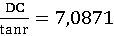 DC/tanr = 7,0871